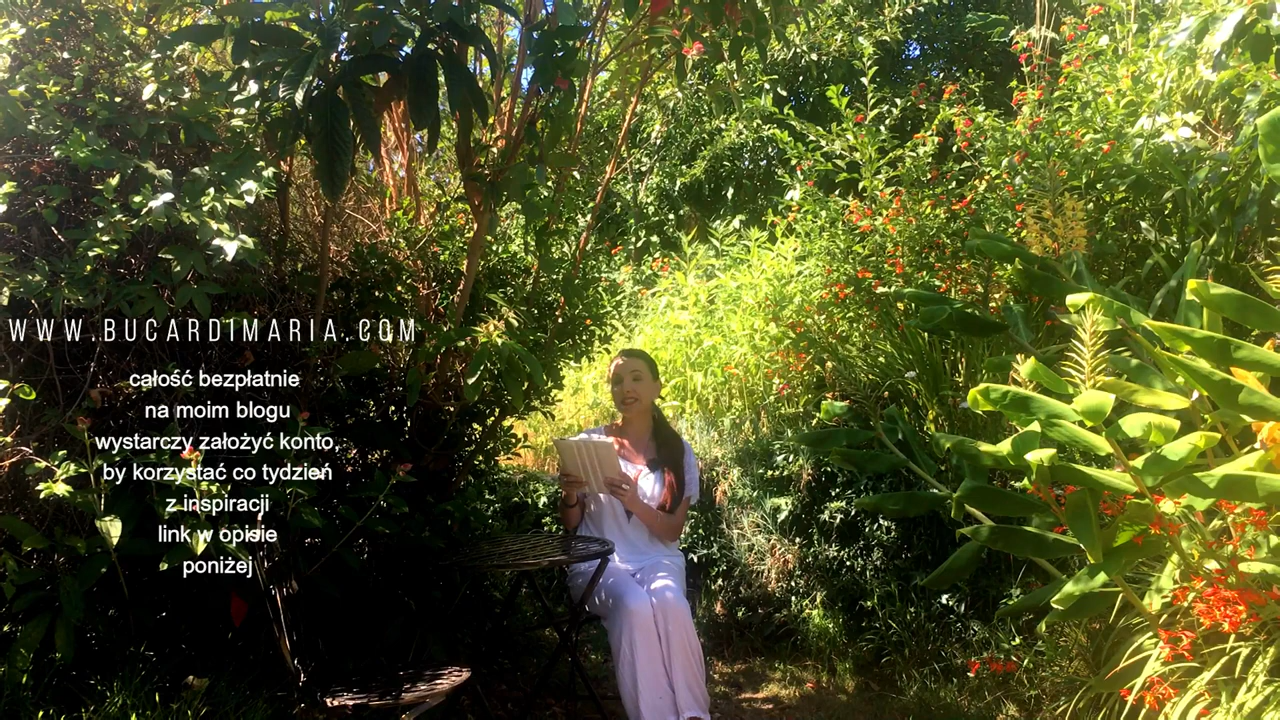 WWW.BUCARDIMARIA.COM
całość bezpłatnie
na moim blogu
wystarczy założyć konto,
by korzystać co tydzień
z inspiracji
link w opisie
poniżej